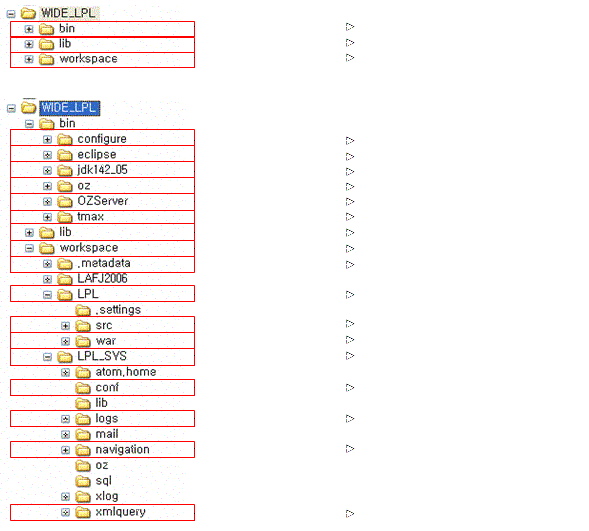 WIDE_LPL
bin
lib
workspace
WIDE_LPL
bin
configure
eclipse
jdk142_05
oz
OZServer
tmax
lib
workspace
.metadata
LAFJ2006
LPL
.settings
src
war
LPL_SYS
atom.home
conf
lib
logs
mail
navigation
oz
sql
xlog
xmlquery